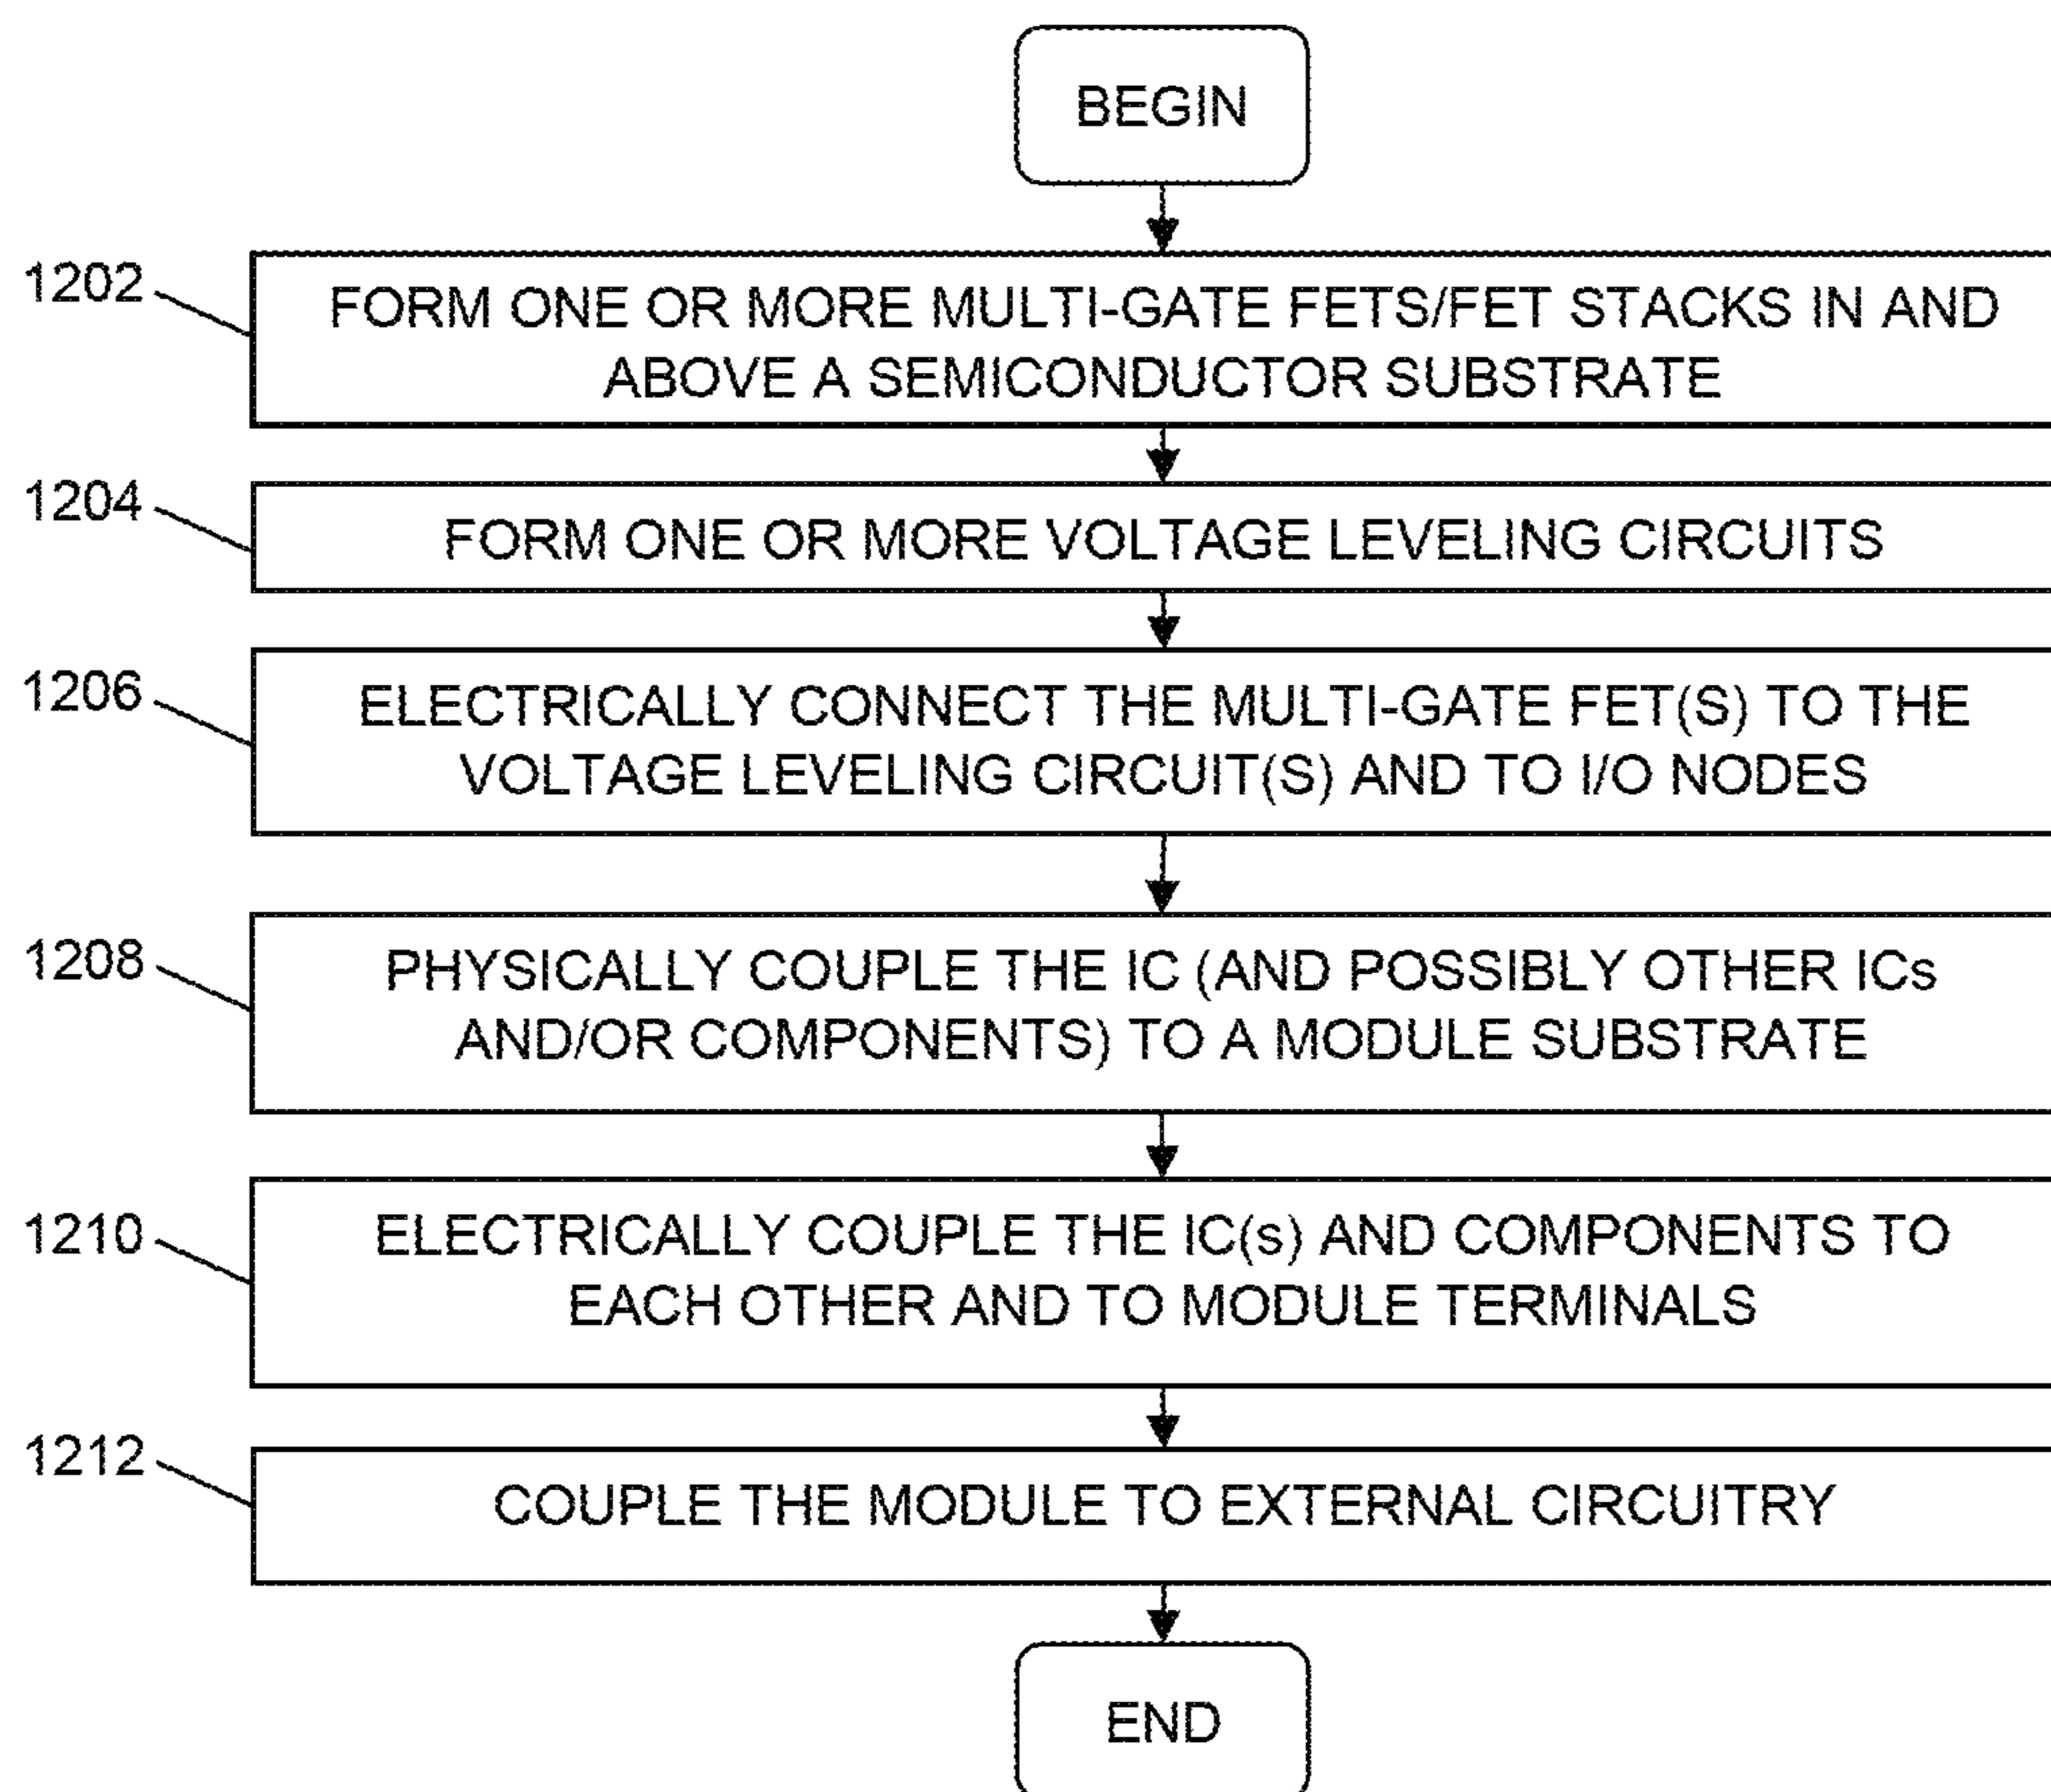 BEGIN
1202
FORM ONE OR MORE MULTI-GATE FETS/FET STACKS IN AND
ABOVE A SEMICONDUCTOR SUBSTRATE
1204
FORM ONE OR MORE VOLTAGE LEVELING CIRCUITS
1206
ELECTRICALLY CONNECT THE MULTI-GATE FET(S) TO THE
VOLTAGE LEVELING CIRCUIT(S) AND TO I/O NODES
1208
PHYSICALLY COUPLE THE IC (AND POSSIBLY OTHER ICs
AND/OR COMPONENTS) TO A MODULE SUBSTRATE
1210
ELECTRICALLY COUPLE THE IC(s) AND COMPONENTS TO
EACH OTHER AND TO MODULE TERMINALS
1212
COUPLE THE MODULE TO EXTERNAL CIRCUITRY
END